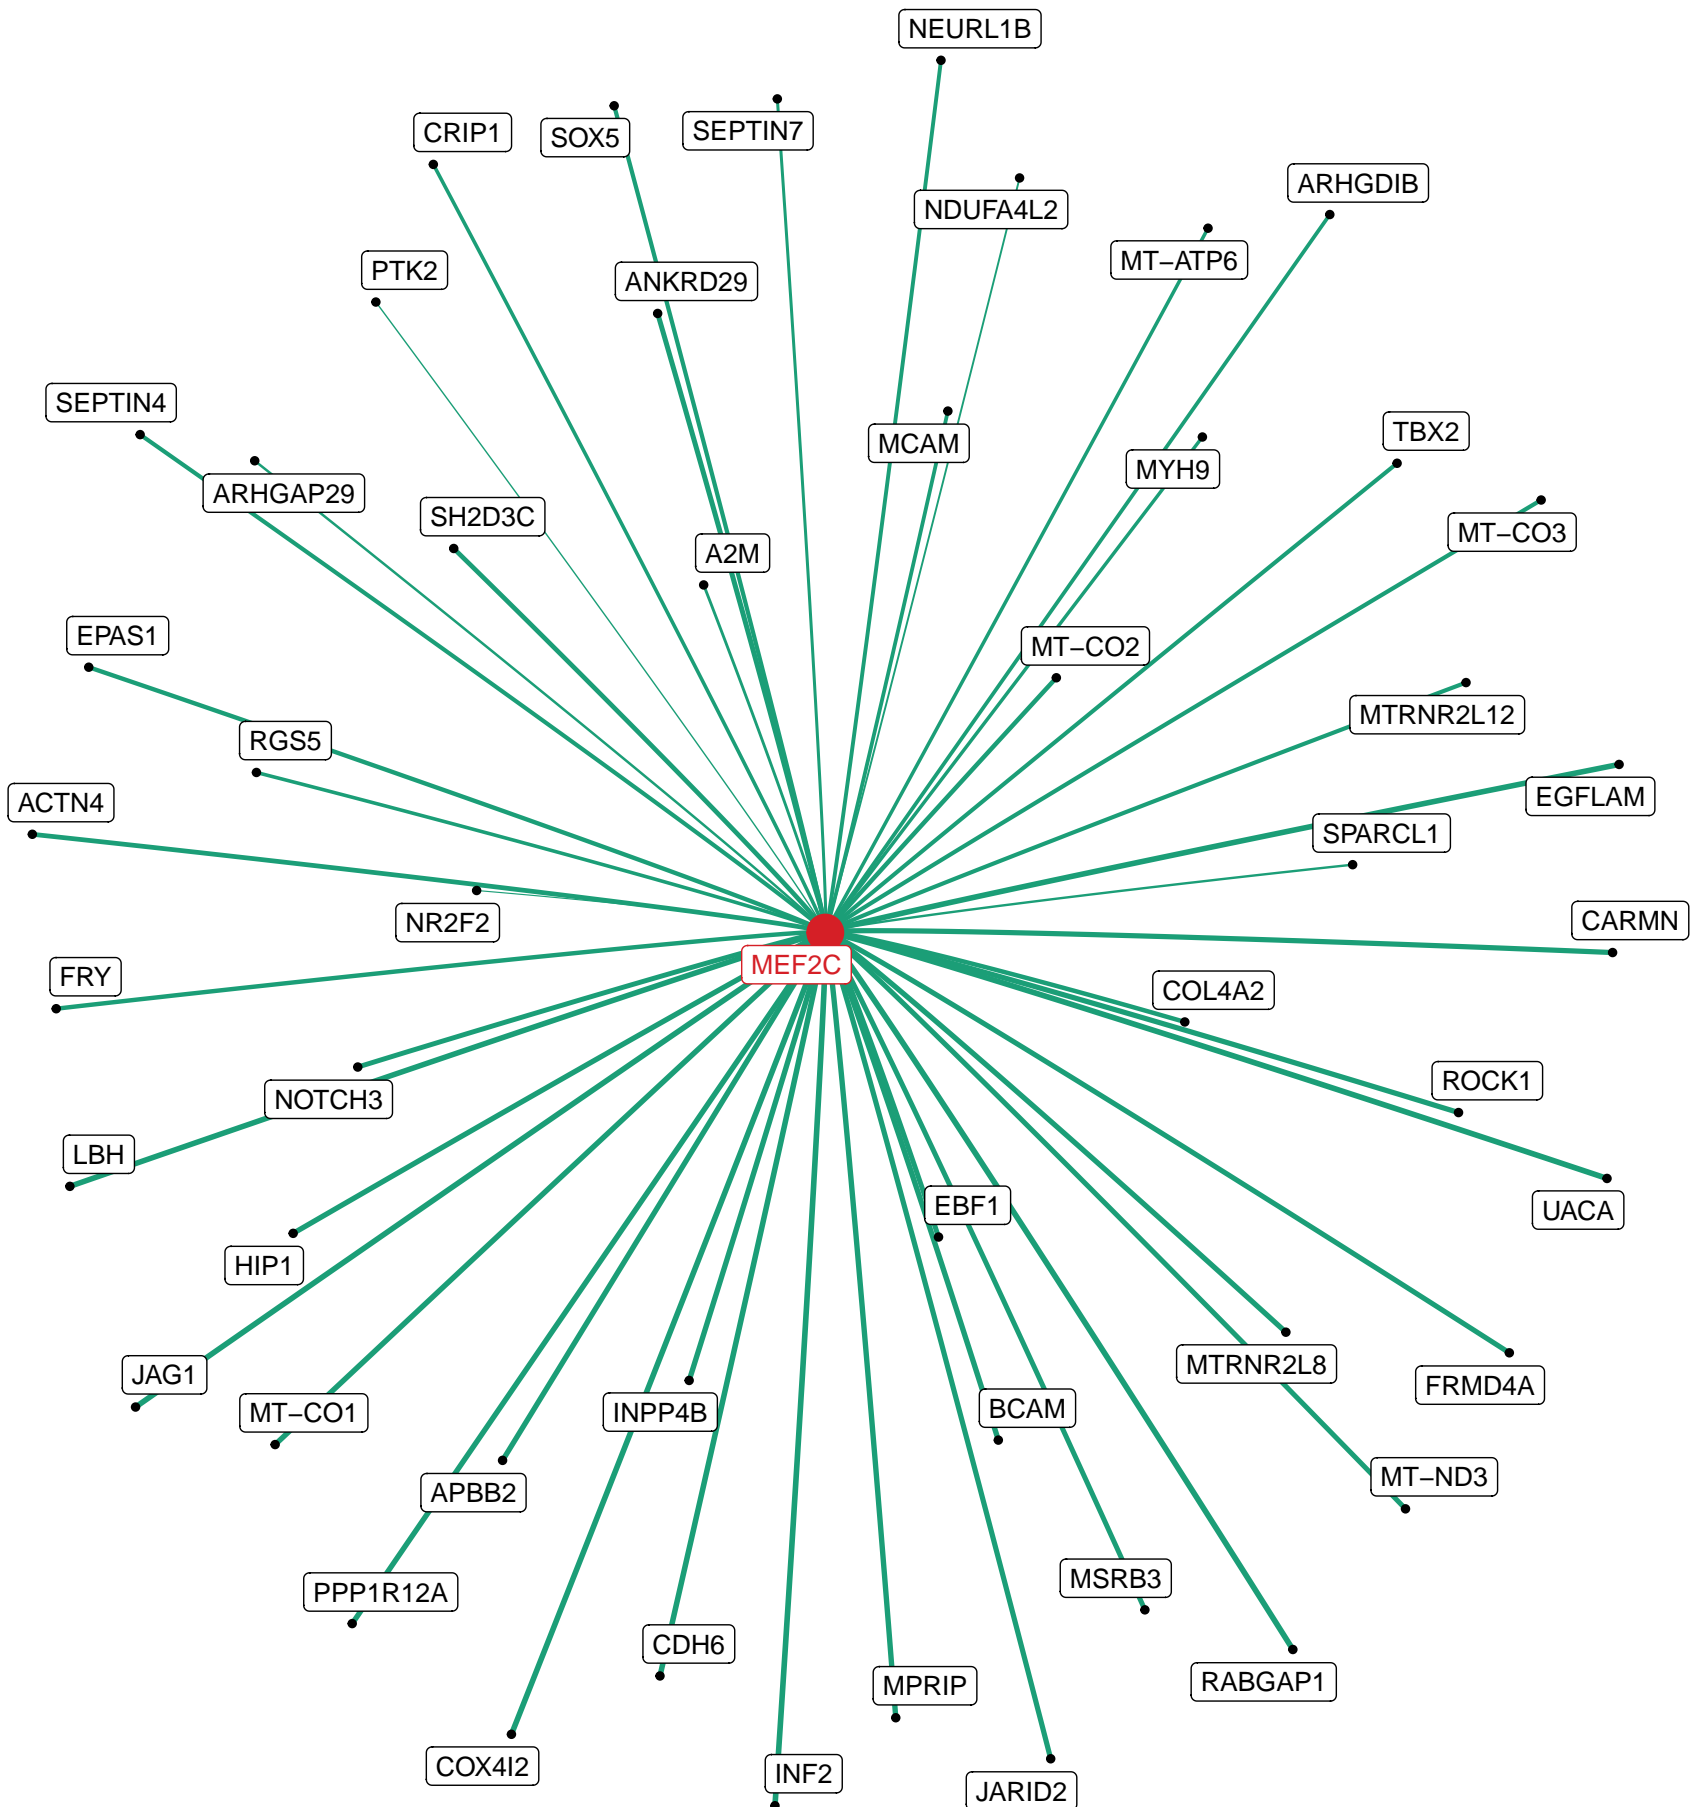 NEURL1B
CRIP1
SOX5
SEPTIN7
ARHGDIB
NDUFA4L2
MT−ATP6
PTK2
ANKRD29
SEPTIN4
TBX2
MCAM
MYH9
ARHGAP29
SH2D3C
MT−CO3
A2M
EPAS1
MT−CO2
MTRNR2L12
RGS5
EGFLAM
ACTN4
SPARCL1
NR2F2
CARMN
MEF2C
FRY
COL4A2
ROCK1
NOTCH3
LBH
EBF1
UACA
HIP1
MTRNR2L8
JAG1
FRMD4A
BCAM
MT−CO1
INPP4B
MT−ND3
APBB2
MSRB3
PPP1R12A
CDH6
RABGAP1
MPRIP
COX4I2
INF2
JARID2